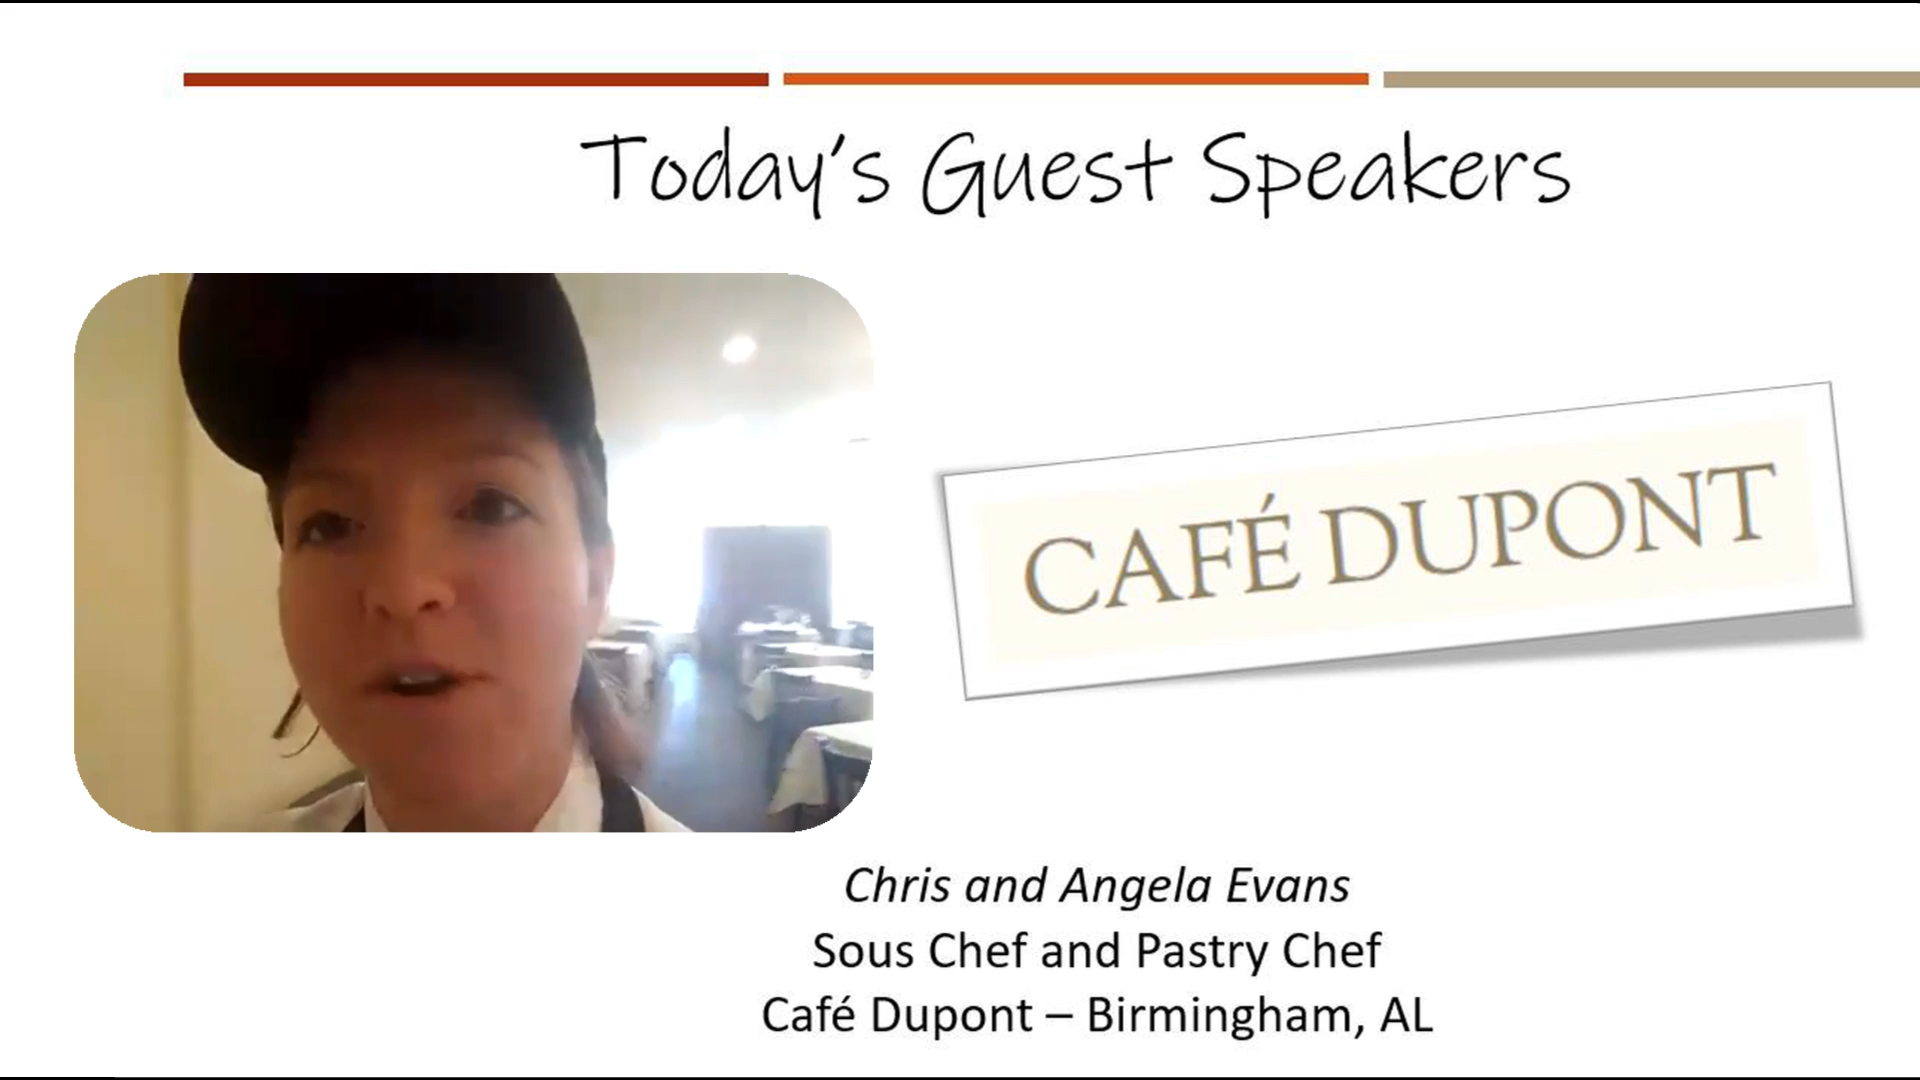 Today's Guest Speakers
CAFÉ DUPONT
Chris and Angela Evans
Sous Chef and Pastry Chef
Café Dupont – Birmingham, AL